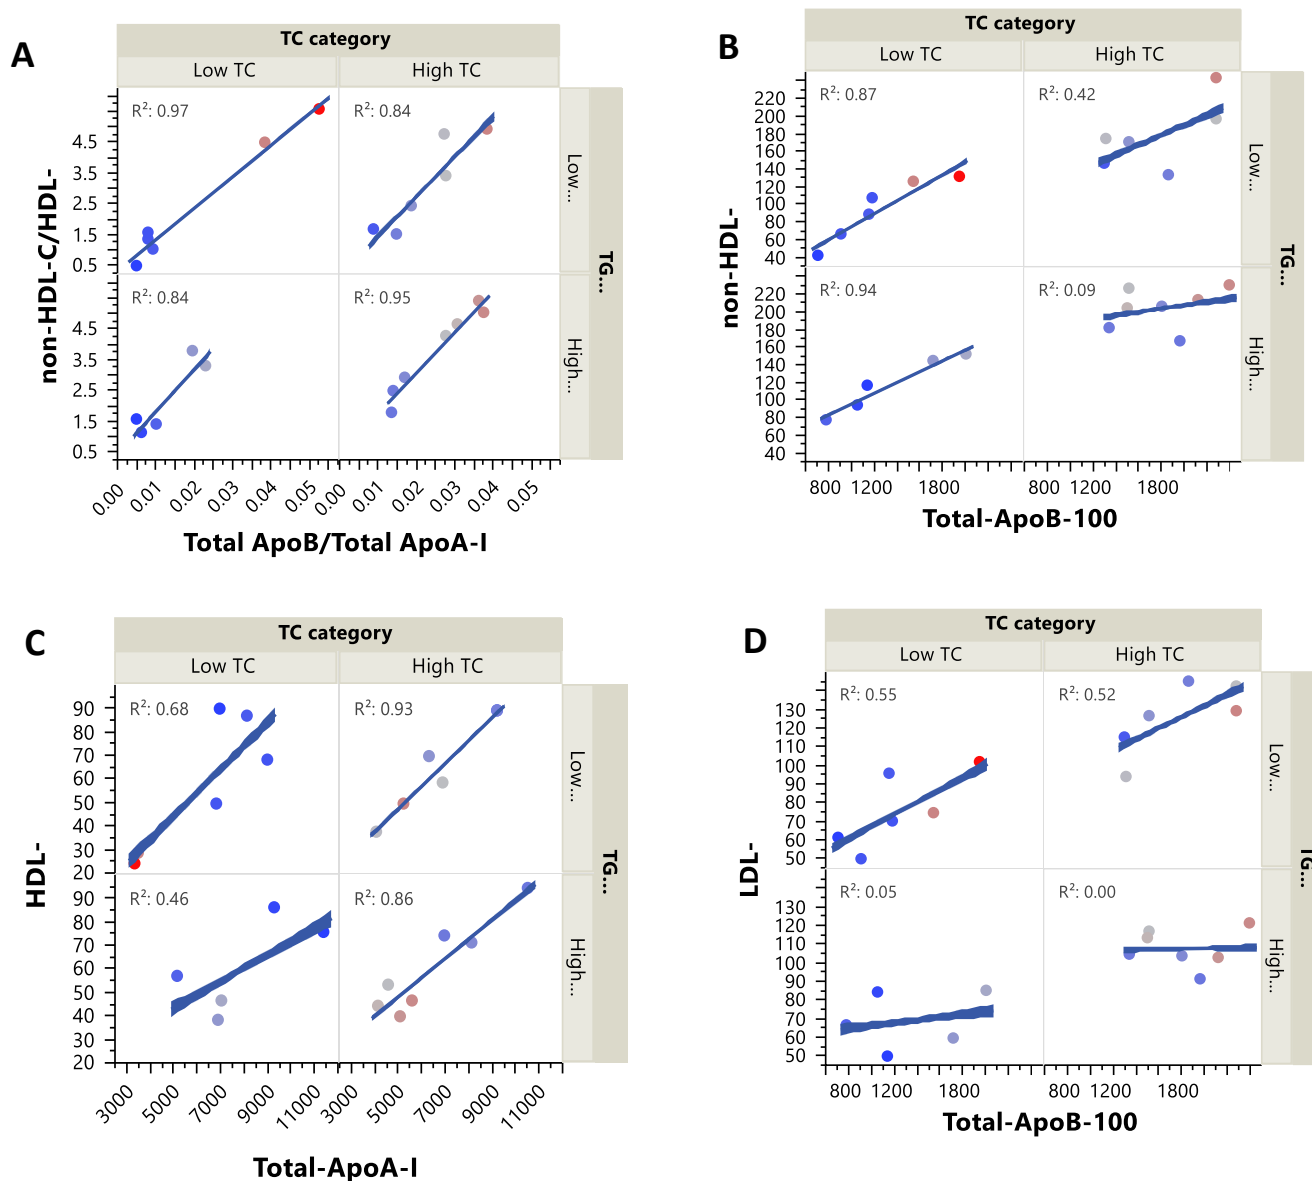 A
TC category
Low TC
High TC
R²: 0.97
R²: 0.84
R²: 0.84
R²: 0.95
4.5
3.5
2.5
1.5
0.5
4.5
3.5
2.5
1.5
0.5
non-HDL-C/HDL-
Low...
High...
TG....
0.00
0.01
0.02
0.03
0.04
0.05
0.00
0.01
0.02
0.03
0.04
0.05
Total ApoB/Total ApoA-I
B
TC category
Low TC
High TC
R²: 0.87
R²: 0.42
R²: 0.94
R²: 0.09
220
200
180
160
140
120
100
80
60
40
220
200
180
160
140
120
100
80
60
40
non-HDL-
Low...
High...
TG....
800 1200 1800
800 1200 1800
Total-ApoB-100
C
TC category
Low TC
High TC
R²: 0.68
R²: 0.93
R²: 0.46
R²: 0.86
90
80
70
60
50
40
30
20
90
80
70
60
50
40
30
20
HDL-
Low...
High...
TG...
3000
5000
7000
9000
11000
3000
5000
7000
9000
11000
Total-ApoA-I
D
TC category
Low TC
High TC
R²: 0.55
R²: 0.52
R²: 0.05
R²: 0.00
130
120
110
100
90
80
70
60
50
130
120
110
100
90
80
70
60
50
LDL-
Low...
High...
TG...
800 1200 1800
800 1200 1800
Total-ApoB-100